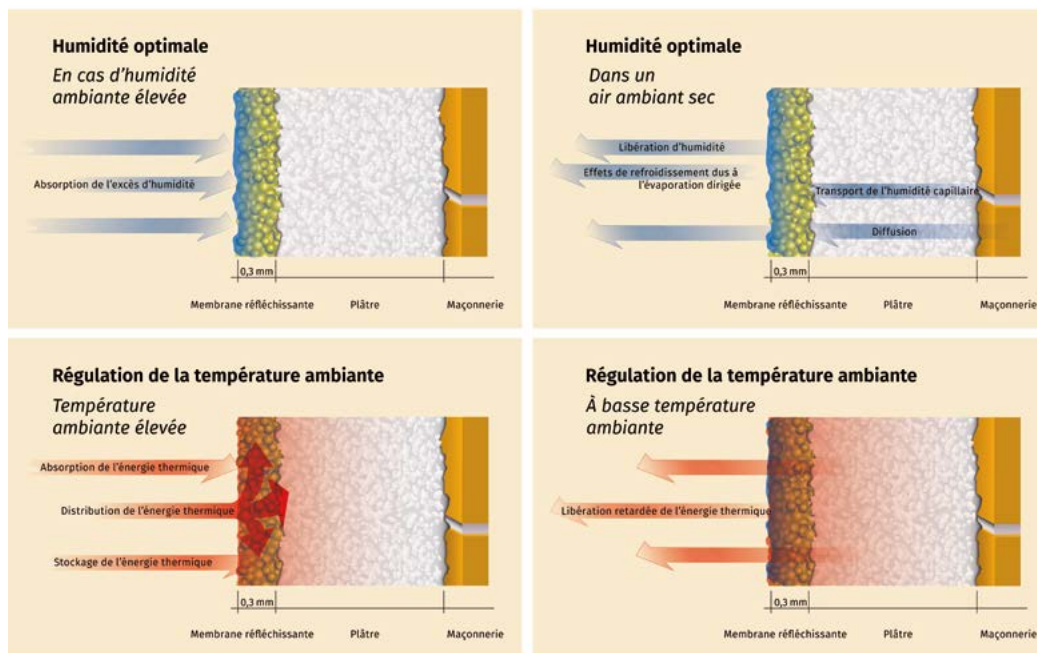 Humidité optimale
En cas d'humidité
ambiante élevée
Absorption de l'excès d'humidité
0,3 mm
Membrane réfléchissante Plâtre Maçonnerie
Humidité optimale
Dans un
air ambiant sec
Libération d'humidité
Effets de refroidissement dus à
l'évaporation dirigée
Transport de l'humidité capillaire
Diffusion
0,3 mm
Membrane réfléchissante Plâtre Maçonnerie
Régulation de la température ambiante
Température
ambiante élevée
Absorption de l'énergie thermique
Distribution de l'énergie thermique
Stockage de l'énergie thermique
0,3 mm
Membrane réfléchissante Plâtre Maçonnerie
Régulation de la température ambiante
À basse température
ambiante
Libération retardée de l'énergie thermique
0,3 mm
Membrane réfléchissante Plâtre Maçonnerie